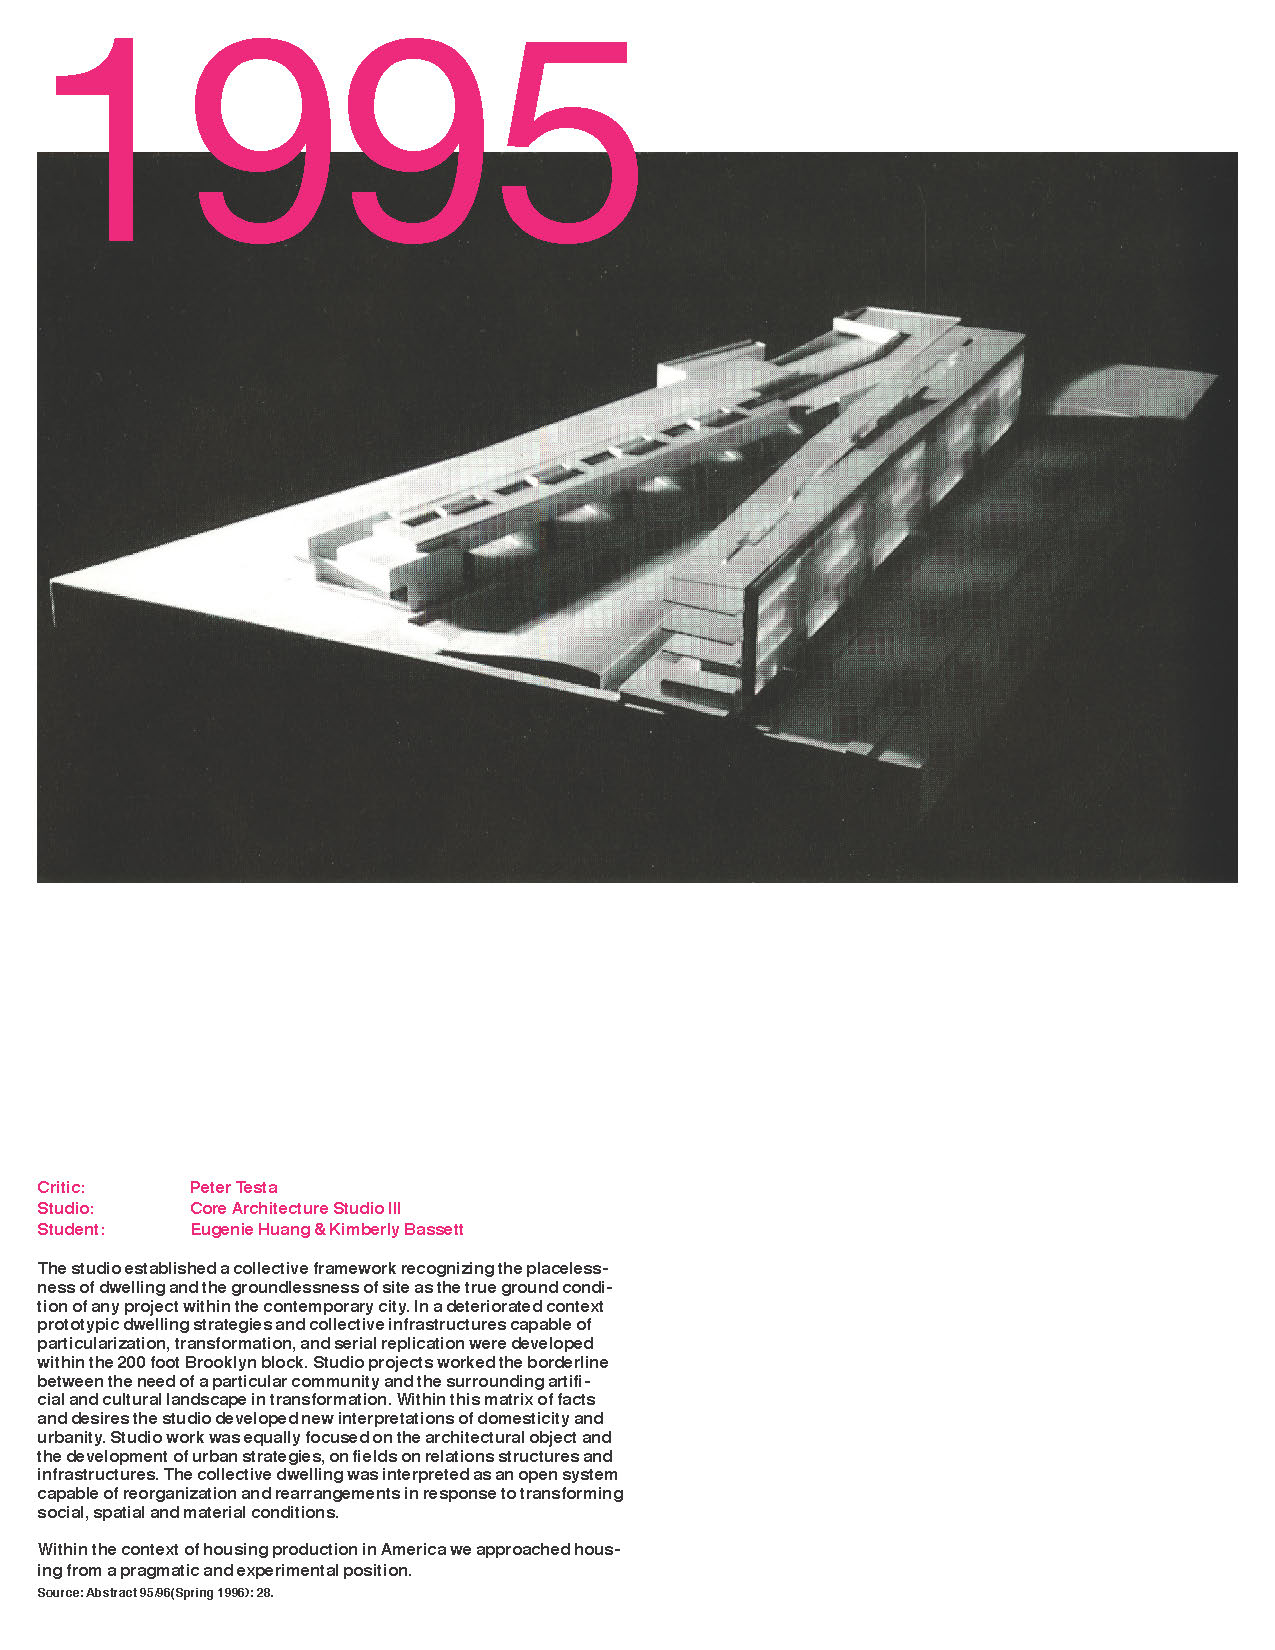 1995
Critic: Peter Testa
Studio: Core Architecture Studio III
Student: Eugenie Huang & Kimberly Bassett
The studio established a collective framework recognizing the placeless-
ness of dwelling and the groundlessness of site as the true ground condi-
tion of any project within the contemporary city. In a deteriorated context
prototypic dwelling strategies and collective infrastructures capable of
particularization, transformation, and serial replication were developed
within the 200 foot Brooklyn block. Studio projects worked the borderline
between the need of a particular community and the surrounding artifi-
cial and cultural landscape in transformation. Within this matrix of facts
and desires the studio developed new interpretations of domesticity and
urbanity. Studio work was equally focused on the architectural object and
the development of urban strategies, on fields on relations structures and
infrastructures. The collective dwelling was interpreted as an open system
capable of reorganization and rearrangements in response to transforming
social, spatial and material conditions.
Within the context of housing production in America we approached hous-
ing from a pragmatic and experimental position.
Source: Abstract 95/96(Spring 1996): 28.